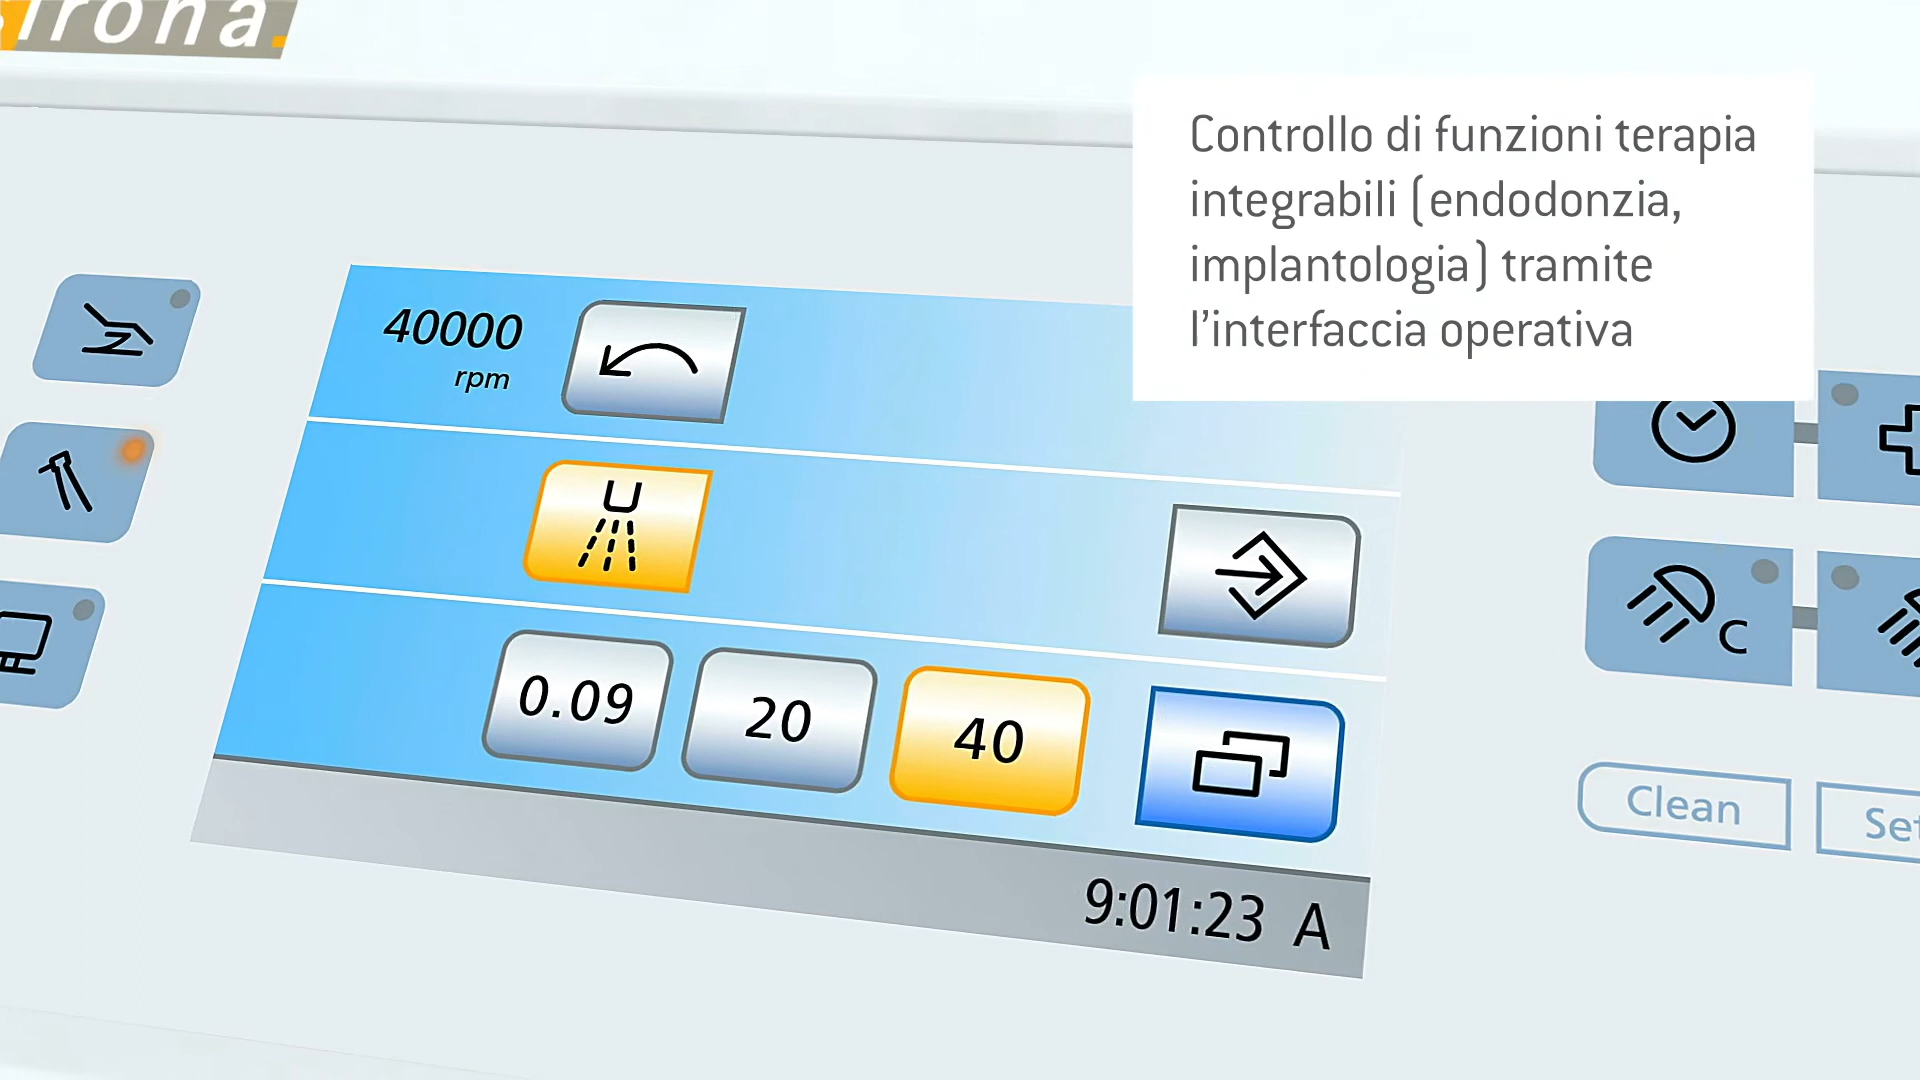 sirona.
Controllo di funzioni terapia
integrabili (endodonzia,
implantologia) tramite
l'interfaccia operativa
40000
rpm
0.09
20
40
C
Clean
9:01:23 A